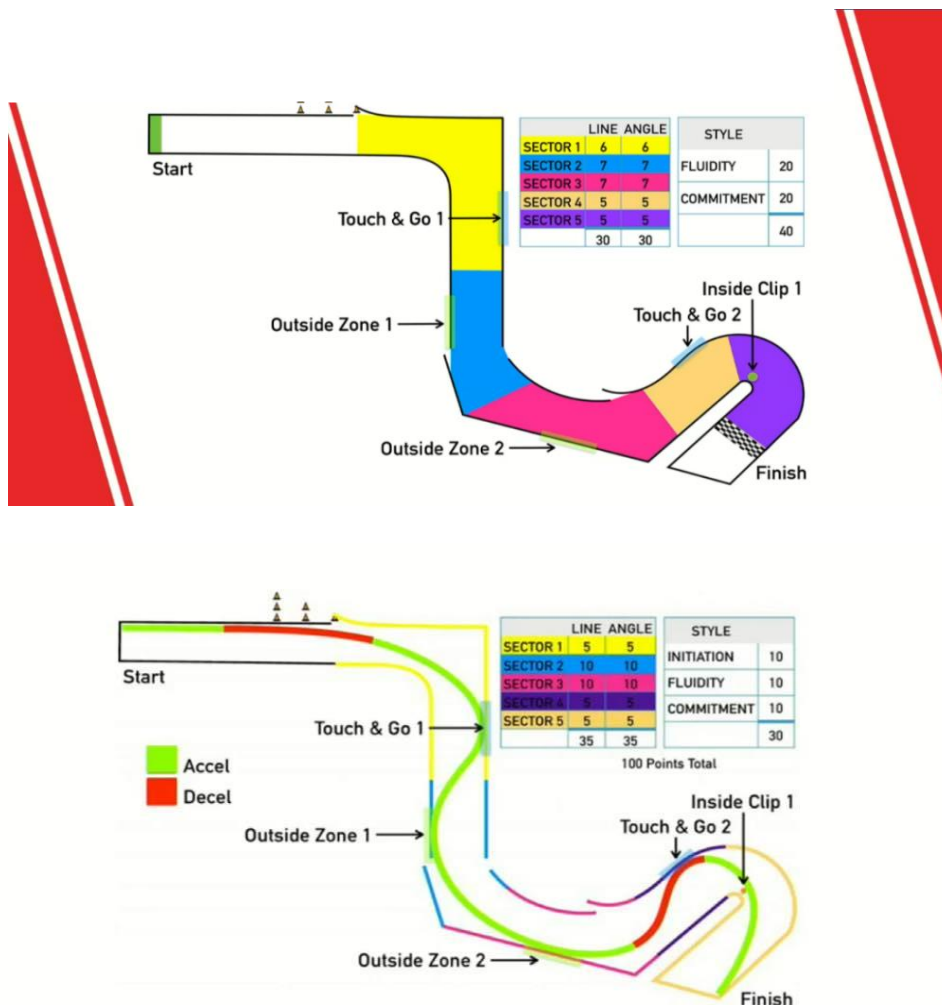 LINE ANGLE
SECTOR 1 6 6
SECTOR 2 7 7
SECTOR 3 7 7
SECTOR 4 5 5
SECTOR 5 5 5
30 30
STYLE
FLUIDITY 20
COMMITMENT 20
40
Start
Touch & Go 1
Outside Zone 1
Outside Zone 2
Inside Clip 1
Touch & Go 2
Finish
LINE ANGLE
SECTOR 1 5 5
SECTOR 2 10 10
SECTOR 3 10 10
SECTOR 4 5 5
SECTOR 5 5 5
35 35
STYLE
INITIATION 10
FLUIDITY 10
COMMITMENT 10
30
100 Points Total
Start
Touch & Go 1
Accel
Decel
Outside Zone 1
Outside Zone 2
Inside Clip 1
Touch & Go 2
Finish